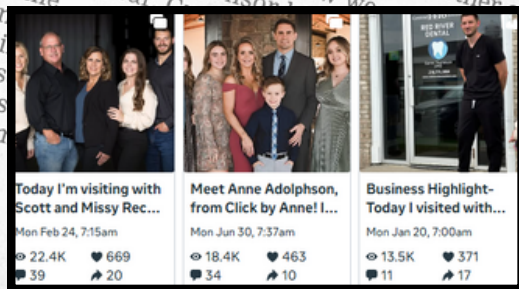 the
we
Today I'm visiting with
Scott and Missy Rec...
Mon Feb 24, 7:15am
22.4K 669
39 20
Meet Anne Adolphson,
from Click by Anne! I...
Mon Jun 30, 7:37am
18.4K 463
34 10
RED RIVER
DENTAL
Business Highlight-
Today I visited with...
Mon Jan 20, 7:00am
13.5K 371
11 17